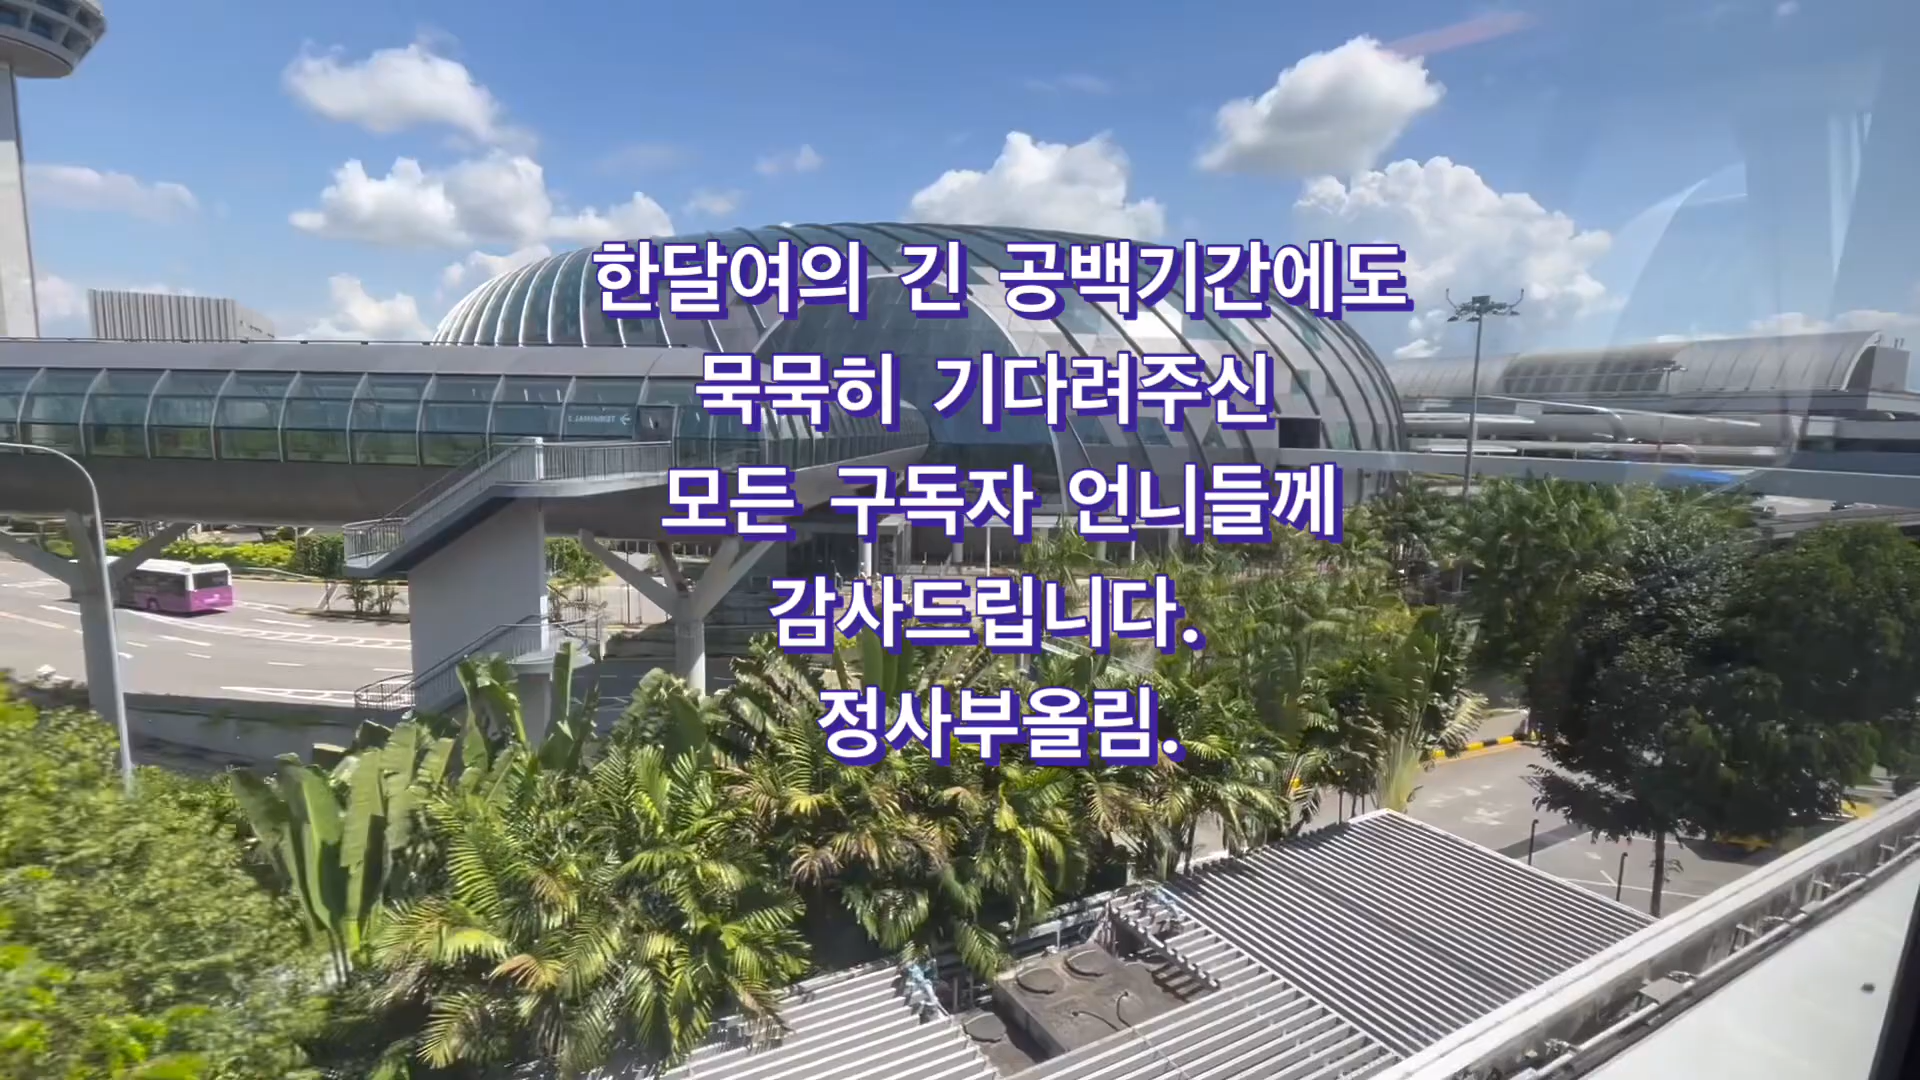 한달여의 긴 공백기간에도
묵묵히 기다려주신
모든 구독자 언니들께
감사드립니다.
정사부올림.